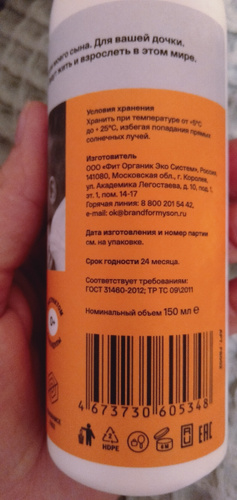 сына. Для вашей дочки.
жить и взрослеть в этом мире.
Условия хранения
Хранить при температуре от +5°C
до + 25°C, избегая попадания прямых
солнечных лучей.
Изготовитель
ООО «Фит Органик Эко Систем», Россия,
141080, Московская обл., г. Королев,
ул. Академика Легостаева, д. 10, под. 1,
эт. 1, пом. 14-17
Горячая линия: 8 800 201 54 42,
e-mail: ok@brandformyson.ru
Дата изготовления и номер партии
см. на упаковке.
Срок годности 24 месяца.
Соответствует требованиям:
ГОСТ 31460-2012; ТР ТС 009\2011
Номинальный объем 150 мл e
4 673730 605348
2
HDPE
EAC